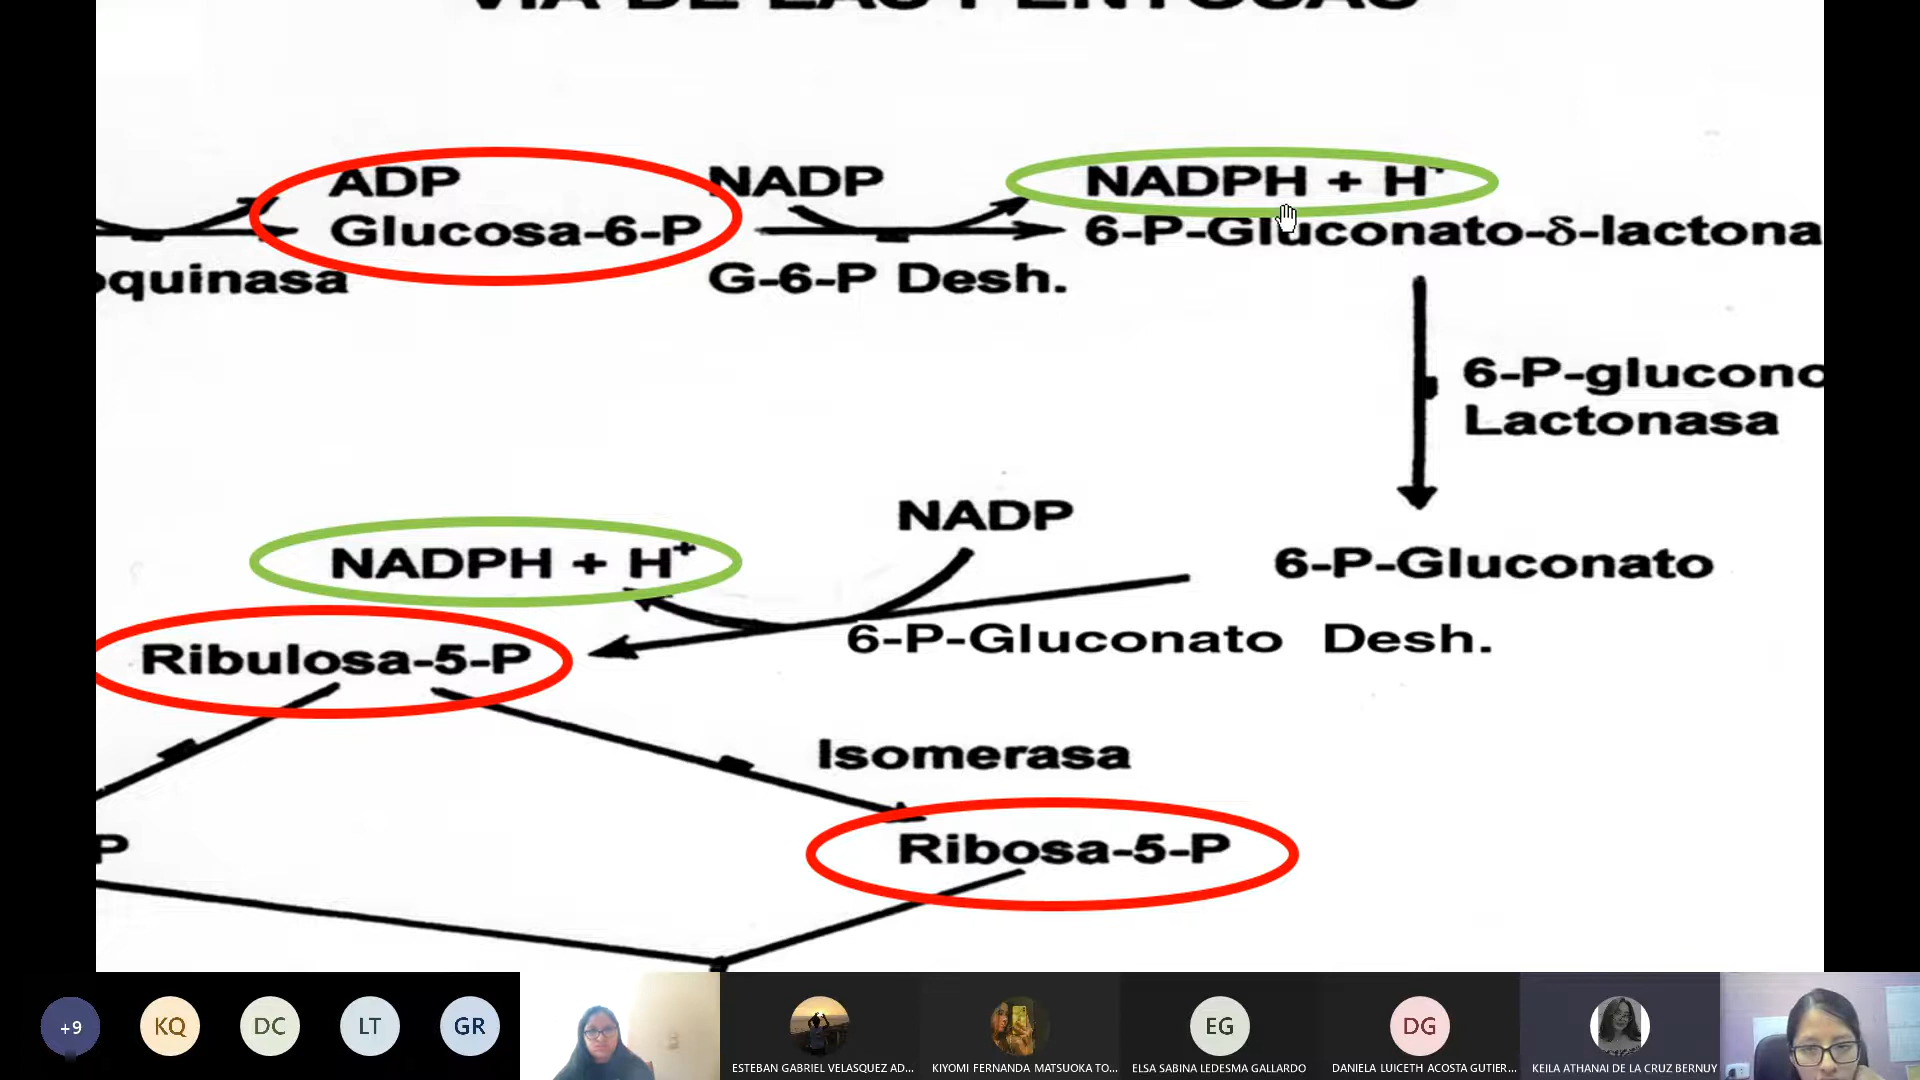 VIA DE LAS PENTOSAS
ADP
NADP
NADPH + H+
Glucosa-6-P
6-P-Gluconato-δ-lactona
oquinasa
G-6-P Desh.
6-P-glucono
Lactonasa
NADP
NADPH + H+
6-P-Gluconato
6-P-Gluconato Desh.
Ribulosa-5-P
Isomerasa
P
Ribosa-5-P
+9
KQ
DC
LT
GR
EG
DG
ESTEBAN GABRIEL VELASQUEZ AD...
KIYOMI FERNANDA MATSUOKA TO...
ELSA SABINA LEDESMA GALLARDO
DANIELA LUICETH ACOSTA GUTIER...
KEILA ATHANAI DE LA CRUZ BERNUY